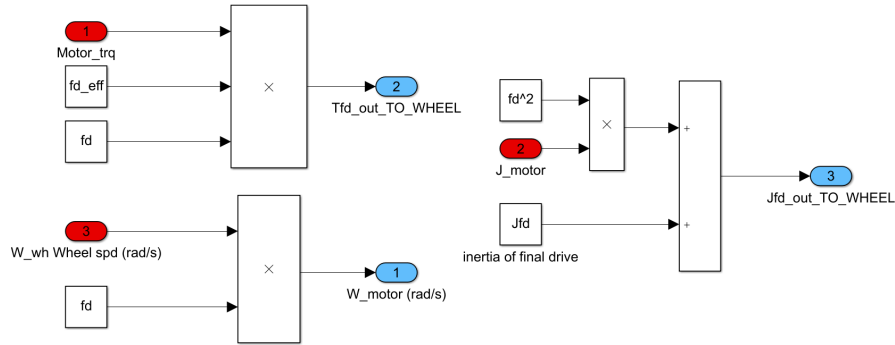 1
Motor_trq
fd_eff
fd
×
2
Tfd_out_TO_WHEEL
3
W_wh Wheel spd (rad/s)
fd
×
1
W_motor (rad/s)
fd^2
2
J_motor
×
Jfd
inertia of final drive
+
+
3
Jfd_out_TO_WHEEL